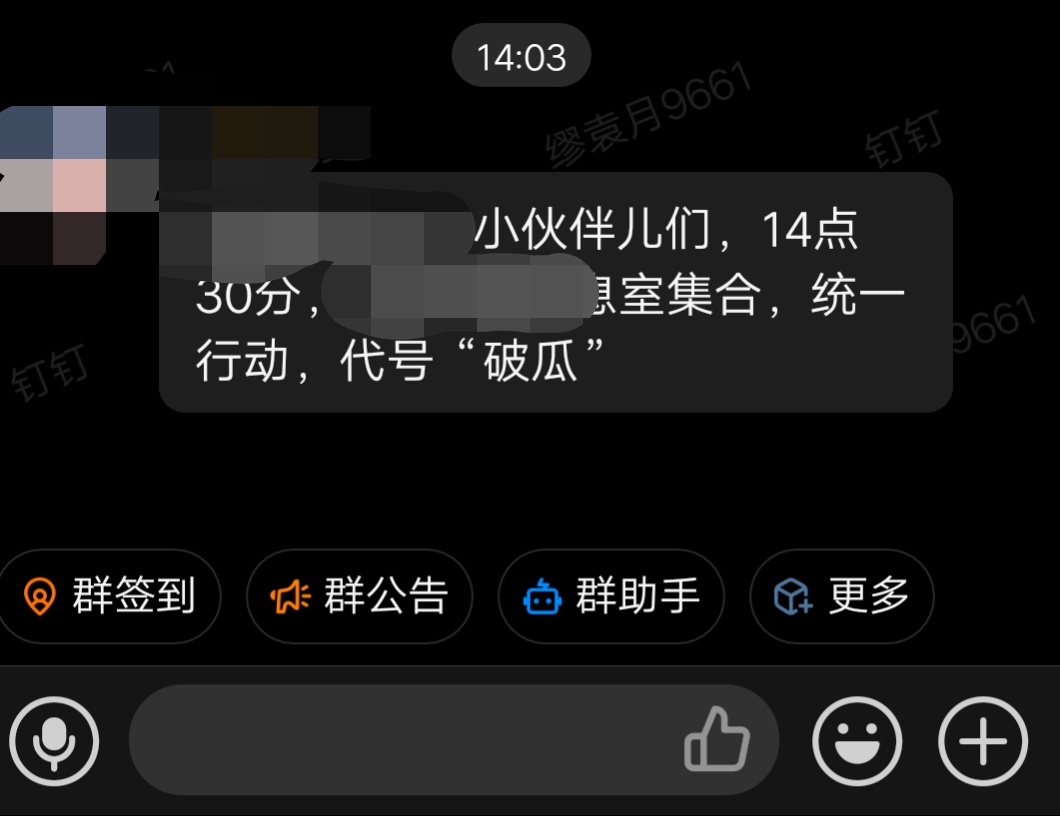 14:03
缪袁月9661
钉钉
小伙伴儿们，14点
30分，息室集合，统一
行动，代号“破瓜”
9661
钉钉
群签到
群公告
群助手
更多